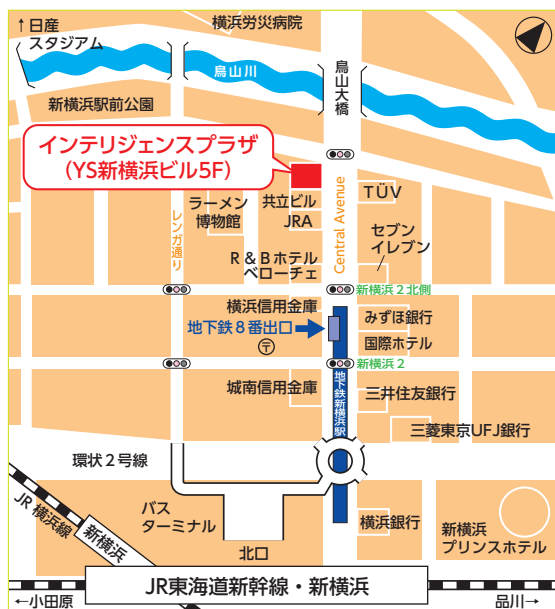 ↑日産
スタジアム
横浜労災病院
鳥山川
鳥山大橋
新横浜駅前公園
インテリジェンスプラザ
（YS新横浜ビル5F）
ラーメン
博物館
共立ビル
JRA
TÜV
レンガ通り
Central Avenue
セブン
イレブン
R & B ホテル
ベローチェ
新横浜2北側
横浜信用金庫
みずほ銀行
地下鉄8番出口
〒
国際ホテル
新横浜2
城南信用金庫
地下鉄新横浜駅
三井住友銀行
三菱東京UFJ銀行
環状2号線
バス
ターミナル
横浜銀行
新横浜
プリンスホテル
JR 横浜線
新横浜
北口
JR東海道新幹線・新横浜
←小田原
品川→